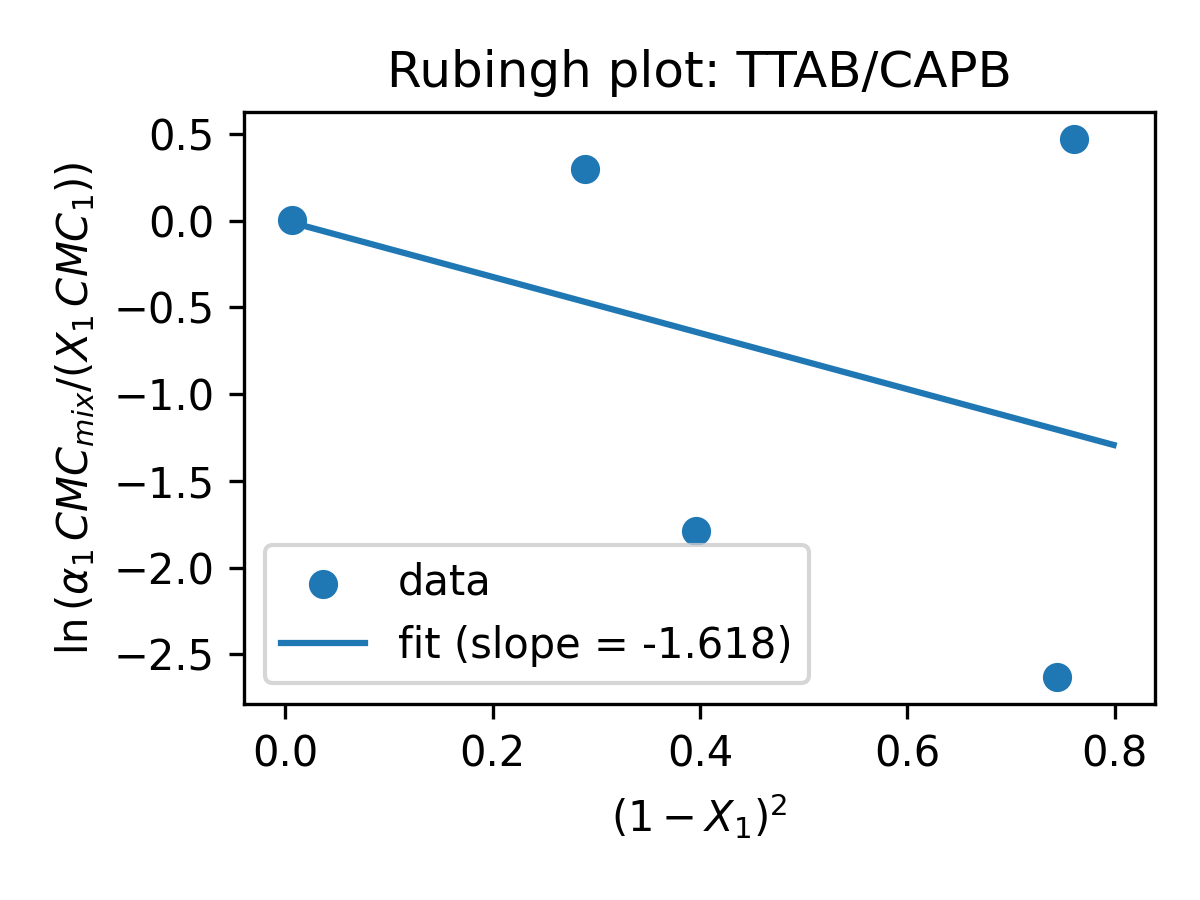 Rubingh plot: TTAB/CAPB
ln (α₁ CMC_mix/(X₁ CMC₁))
0.5
0.0
−0.5
−1.0
−1.5
−2.0
−2.5
data
fit (slope = -1.618)
0.0 0.2 0.4 0.6 0.8
(1 − X₁)²